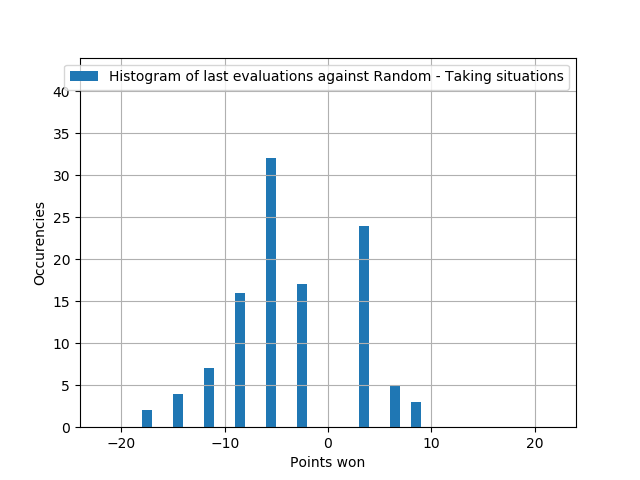 Histogram of last evaluations against Random - Taking situations
40
35
30
25
20
15
10
5
0
Occurencies
−20 −10 0 10 20
Points won